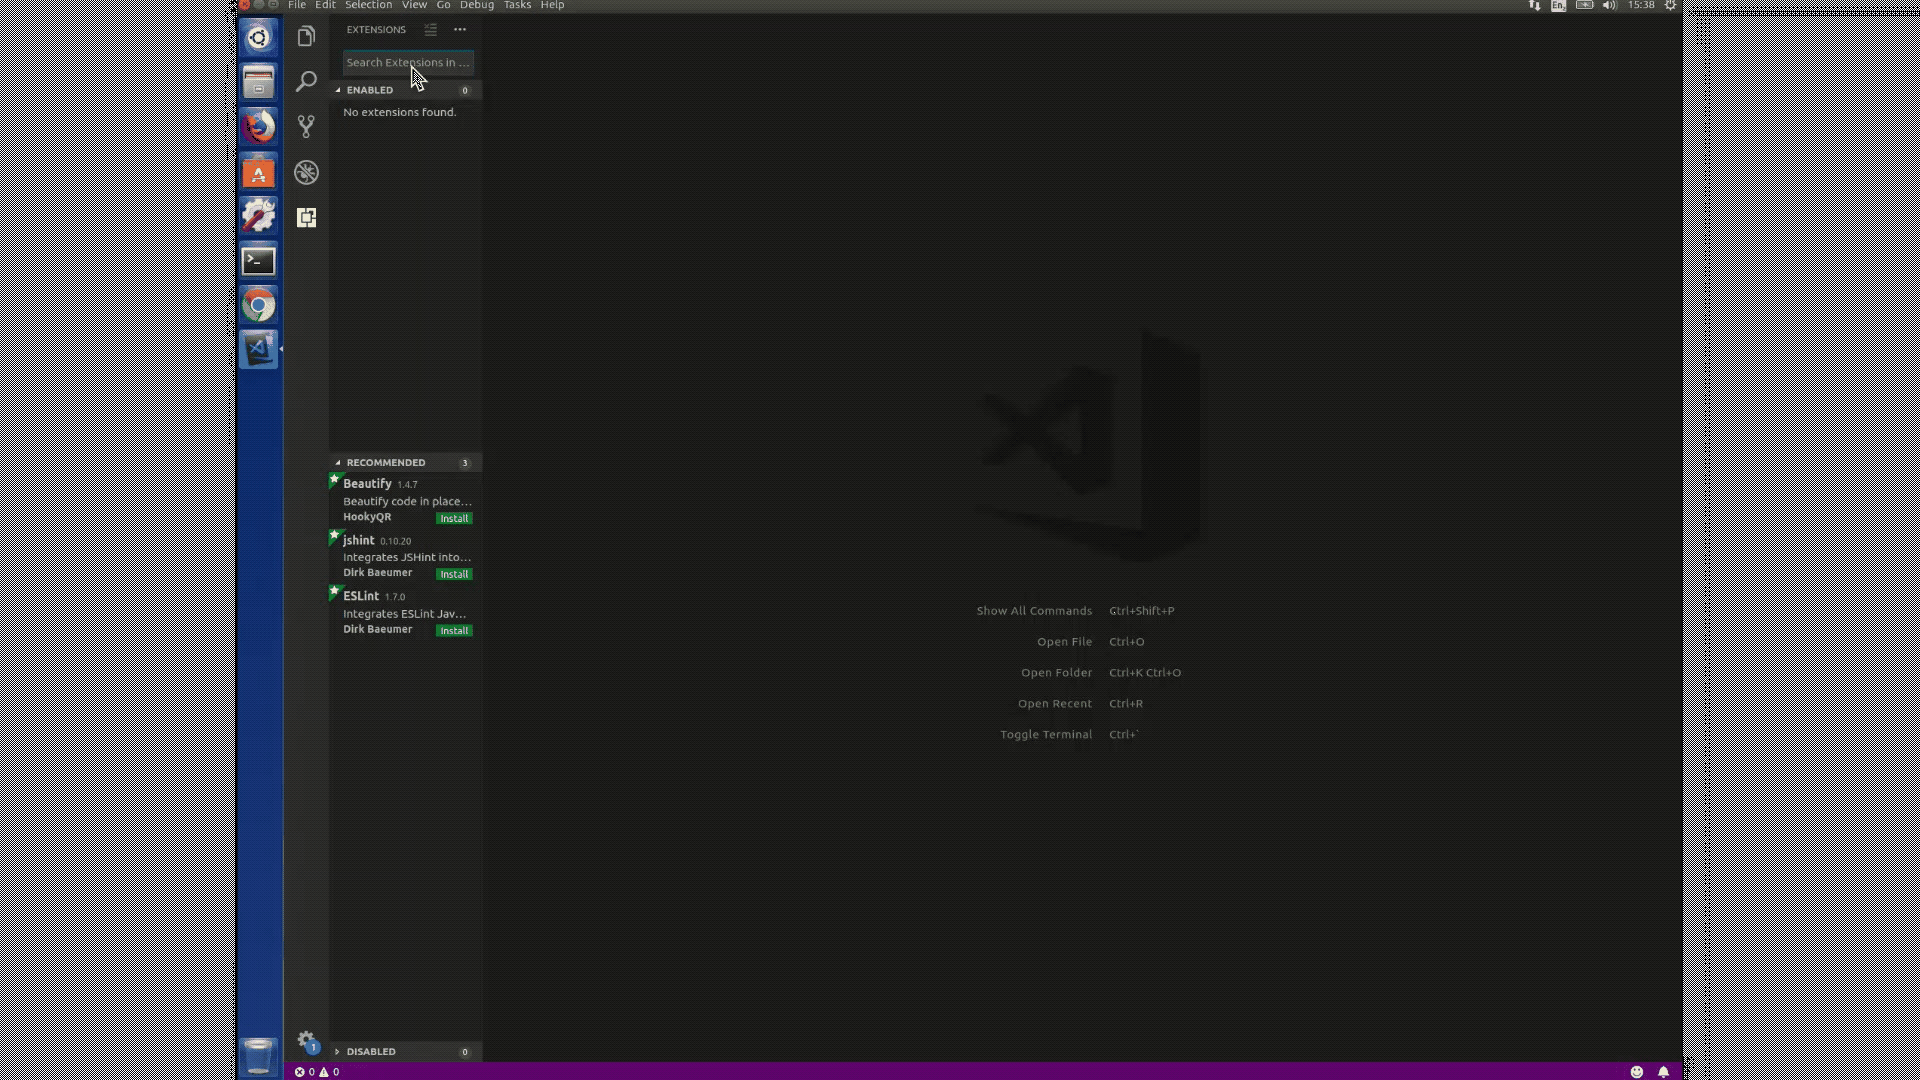 File Edit Selection View Go Debug Tasks Help
En
15:38
EXTENSIONS
Search Extensions in ...
ENABLED 0
No extensions found.
RECOMMENDED 3
Beautify 1.4.7
Beautify code in place...
HookyQR Install
jshint 0.10.20
Integrates JSHint into...
Dirk Baeumer Install
ESLint 1.7.0
Integrates ESLint Jav...
Dirk Baeumer Install
Show All Commands Ctrl+Shift+P
Open File Ctrl+O
Open Folder Ctrl+K Ctrl+O
Open Recent Ctrl+R
Toggle Terminal Ctrl+`
1
DISABLED 0
0 0